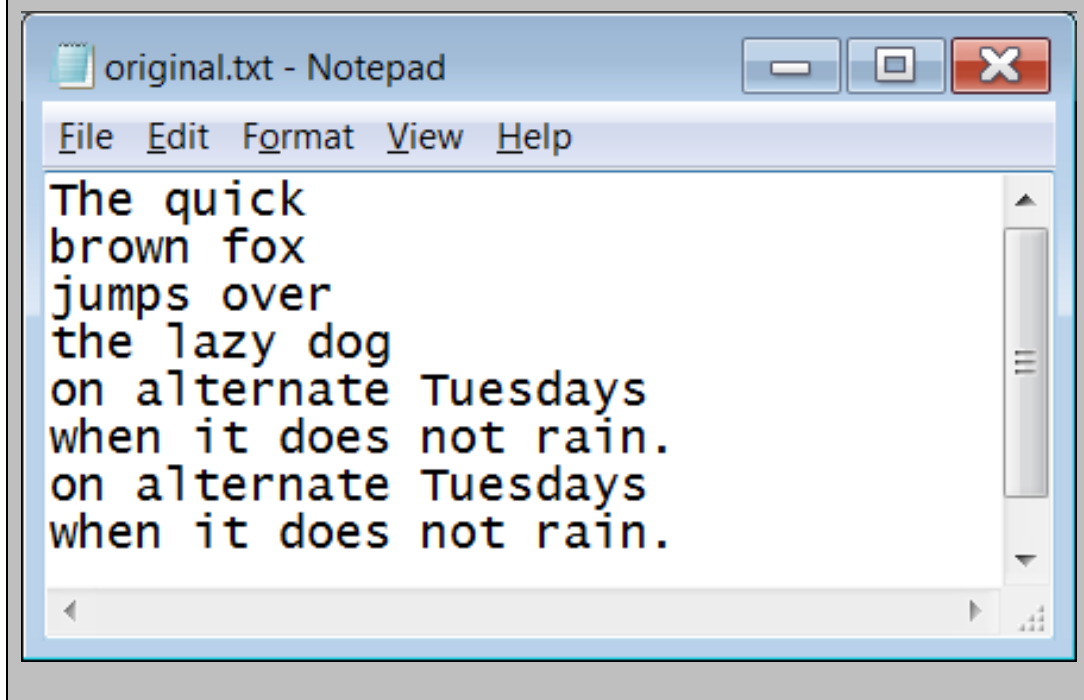 original.txt - Notepad
File Edit Format View Help
The quick
brown fox
jumps over
the lazy dog
on alternate Tuesdays
when it does not rain.
on alternate Tuesdays
when it does not rain.